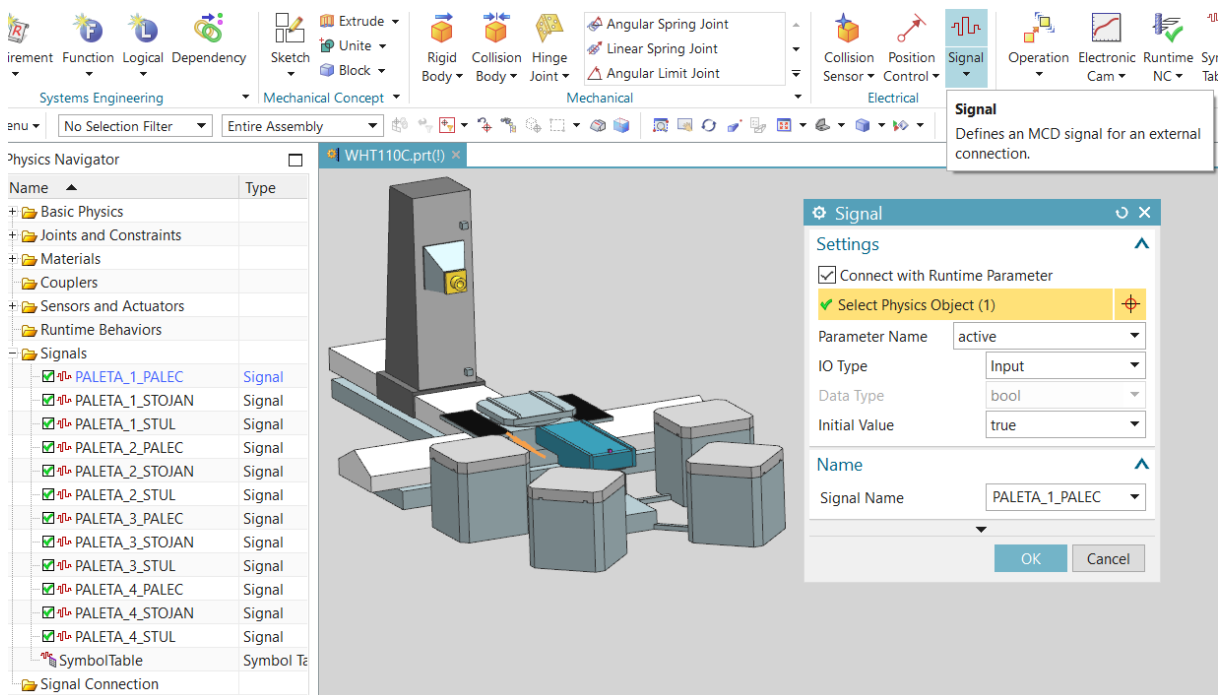 irement Function Logical Dependency Sketch Extrude Unite Block Rigid Body Collision Body Hinge Joint Angular Spring Joint Linear Spring Joint Angular Limit Joint Collision Sensor Position Control Signal Operation Electronic Cam Runtime NC Syr Tab
Systems Engineering Mechanical Concept Mechanical Electrical
enu No Selection Filter Entire Assembly
Signal
Defines an MCD signal for an external
connection.
Physics Navigator
WHT110C.prt(!)
Name Type
Basic Physics
Joints and Constraints
Materials
Couplers
Sensors and Actuators
Runtime Behaviors
Signals
PALETA_1_PALEC Signal
PALETA_1_STOJAN Signal
PALETA_1_STUL Signal
PALETA_2_PALEC Signal
PALETA_2_STOJAN Signal
PALETA_2_STUL Signal
PALETA_3_PALEC Signal
PALETA_3_STOJAN Signal
PALETA_3_STUL Signal
PALETA_4_PALEC Signal
PALETA_4_STOJAN Signal
PALETA_4_STUL Signal
SymbolTable Symbol Ta
Signal Connection
Signal
Settings
Connect with Runtime Parameter
Select Physics Object (1)
Parameter Name active
IO Type Input
Data Type bool
Initial Value true
Name
Signal Name PALETA_1_PALEC
OK Cancel